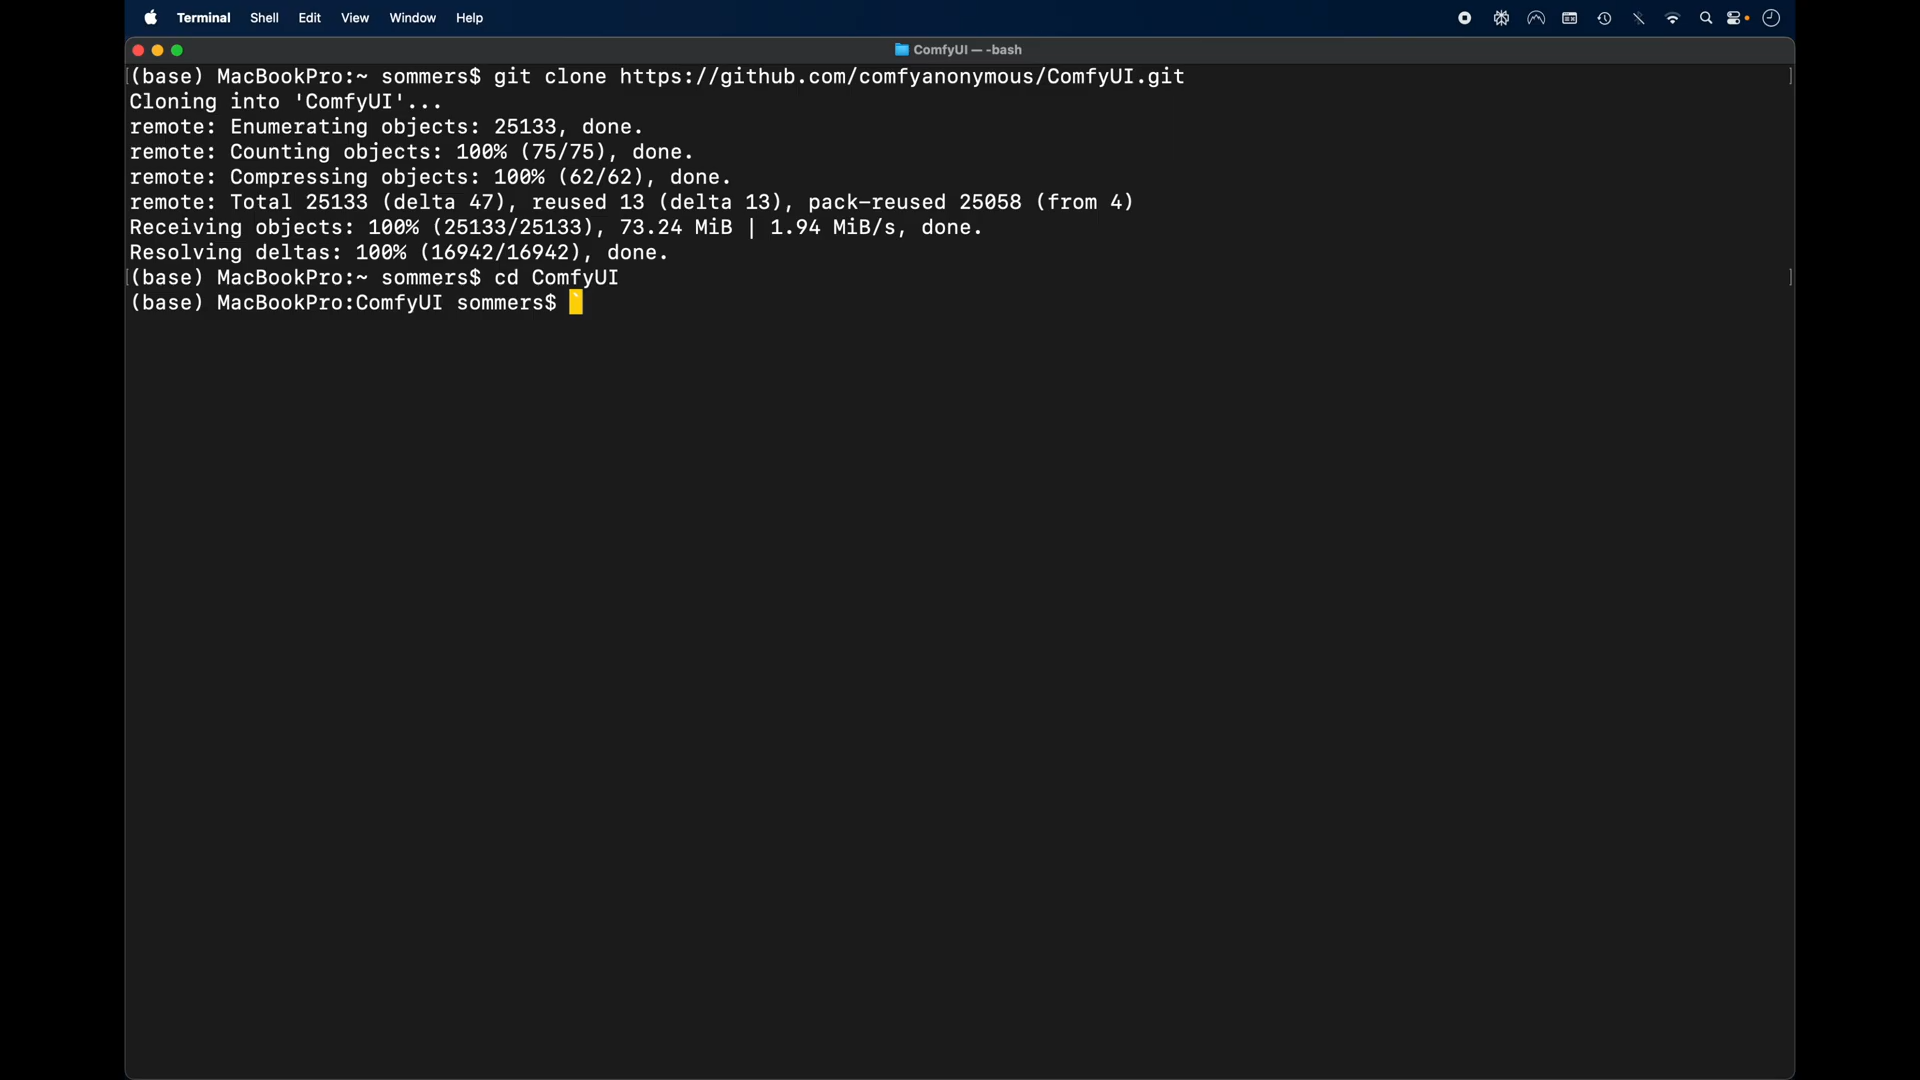 Terminal Shell Edit View Window Help
ComfyUI — -bash
[(base) MacBookPro:~ sommers$ git clone https://github.com/comfyanonymous/ComfyUI.git ]
Cloning into 'ComfyUI'...
remote: Enumerating objects: 25133, done.
remote: Counting objects: 100% (75/75), done.
remote: Compressing objects: 100% (62/62), done.
remote: Total 25133 (delta 47), reused 13 (delta 13), pack-reused 25058 (from 4)
Receiving objects: 100% (25133/25133), 73.24 MiB | 1.94 MiB/s, done.
Resolving deltas: 100% (16942/16942), done.
[(base) MacBookPro:~ sommers$ cd ComfyUI ]
(base) MacBookPro:ComfyUI sommers$ `